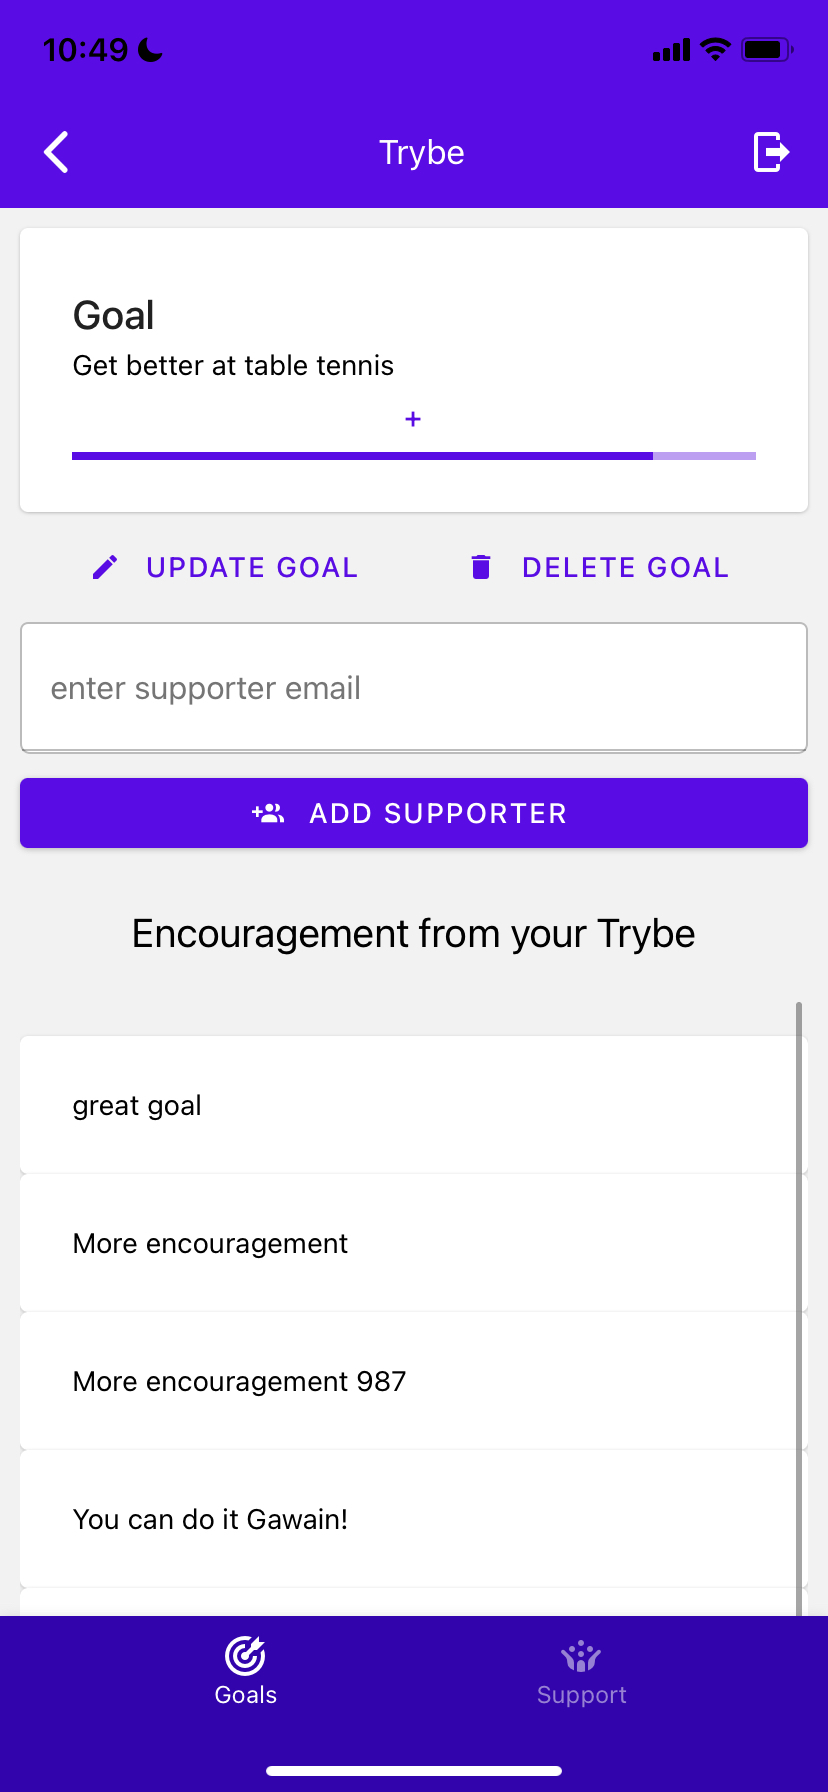 10:49
Trybe
Goal
Get better at table tennis
+
UPDATE GOAL DELETE GOAL
enter supporter email
ADD SUPPORTER
Encouragement from your Trybe
great goal
More encouragement
More encouragement 987
You can do it Gawain!
Goals Support